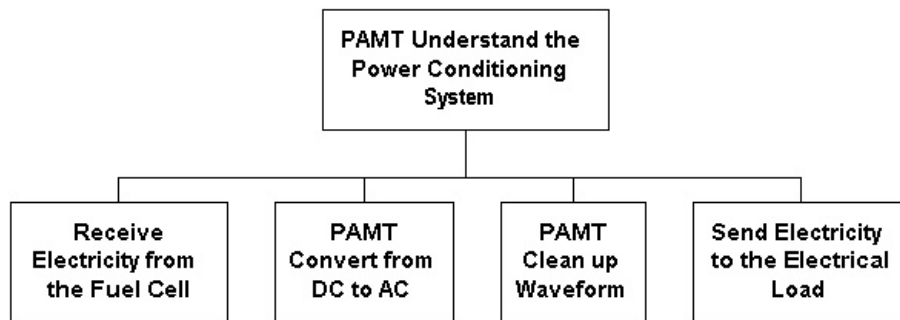 PAMT Understand the
Power Conditioning
System
Receive
Electricity from
the Fuel Cell
PAMT
Convert from
DC to AC
PAMT
Clean up
Waveform
Send Electricity
to the Electrical
Load